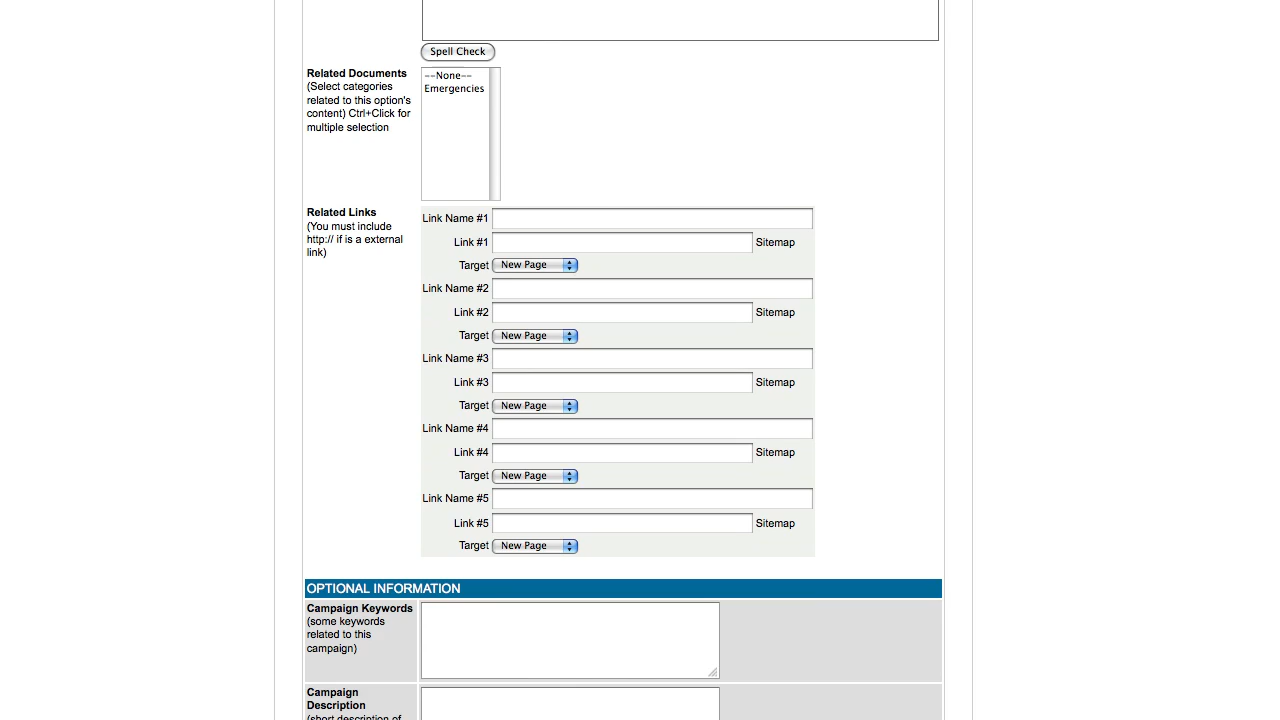 Spell Check
Related Documents
(Select categories
related to this option's
content) Ctrl+Click for
multiple selection
--None--
Emergencies
Related Links
(You must include
http:// if is a external
link)
Link Name #1
Link #1 Sitemap
Target New Page
Link Name #2
Link #2 Sitemap
Target New Page
Link Name #3
Link #3 Sitemap
Target New Page
Link Name #4
Link #4 Sitemap
Target New Page
Link Name #5
Link #5 Sitemap
Target New Page
OPTIONAL INFORMATION
Campaign Keywords
(some keywords
related to this
campaign)
Campaign
Description
(short description of